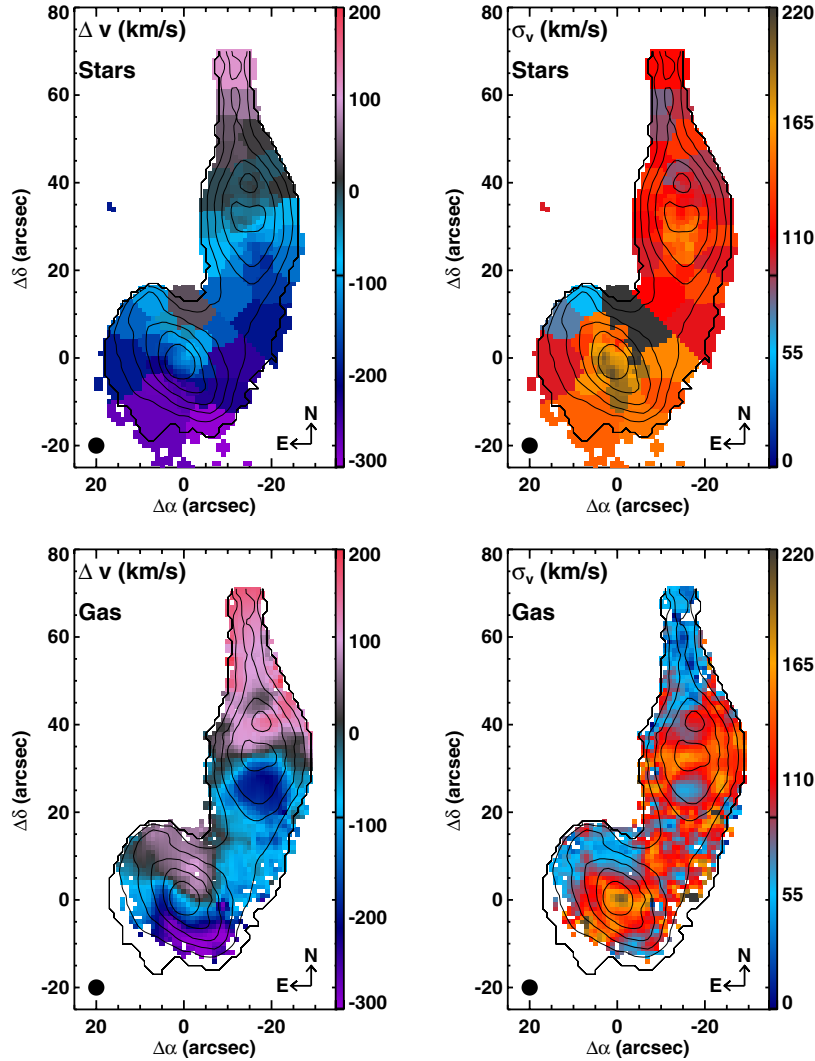 Δ v (km/s)
Stars
80
60
40
20
0
-20
20
0
-20
Δδ (arcsec)
Δα (arcsec)
N
E
200
100
0
-100
-200
-300
σv (km/s)
Stars
80
60
40
20
0
-20
20
0
-20
Δδ (arcsec)
Δα (arcsec)
N
E
220
165
110
55
0
Δ v (km/s)
Gas
80
60
40
20
0
-20
20
0
-20
Δδ (arcsec)
Δα (arcsec)
N
E
200
100
0
-100
-200
-300
σv (km/s)
Gas
80
60
40
20
0
-20
20
0
-20
Δδ (arcsec)
Δα (arcsec)
N
E
220
165
110
55
0